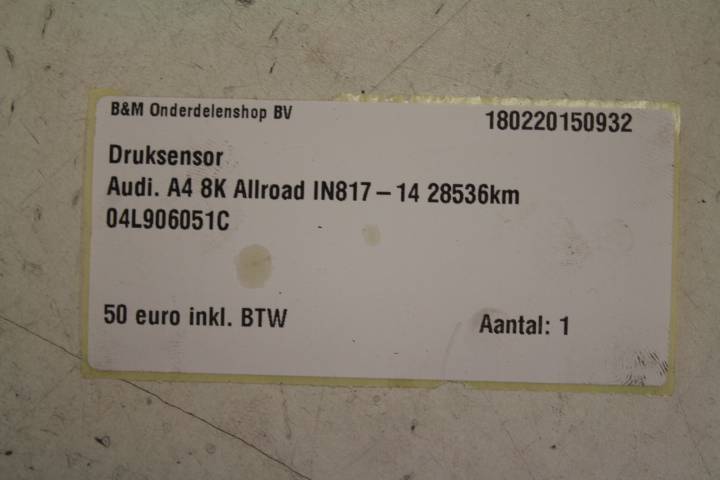 B&M Onderdelenshop BV
180220150932
Druksensor
Audi. A4 8K Allroad IN817 – 14 28536km
04L906051C
50 euro inkl. BTW
Aantal: 1